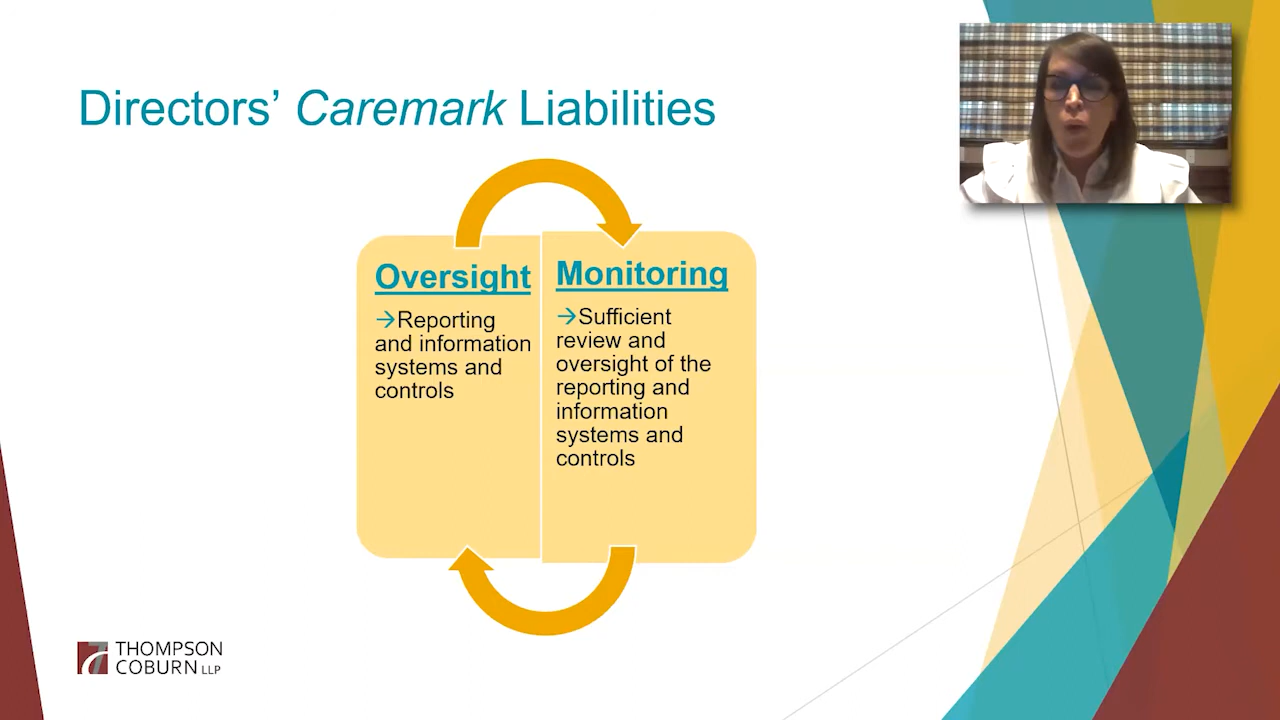 Directors’ Caremark Liabilities
Oversight
→Reporting
and information
systems and
controls
Monitoring
→Sufficient
review and
oversight of the
reporting and
information
systems and
controls
THOMPSON
COBURN LLP